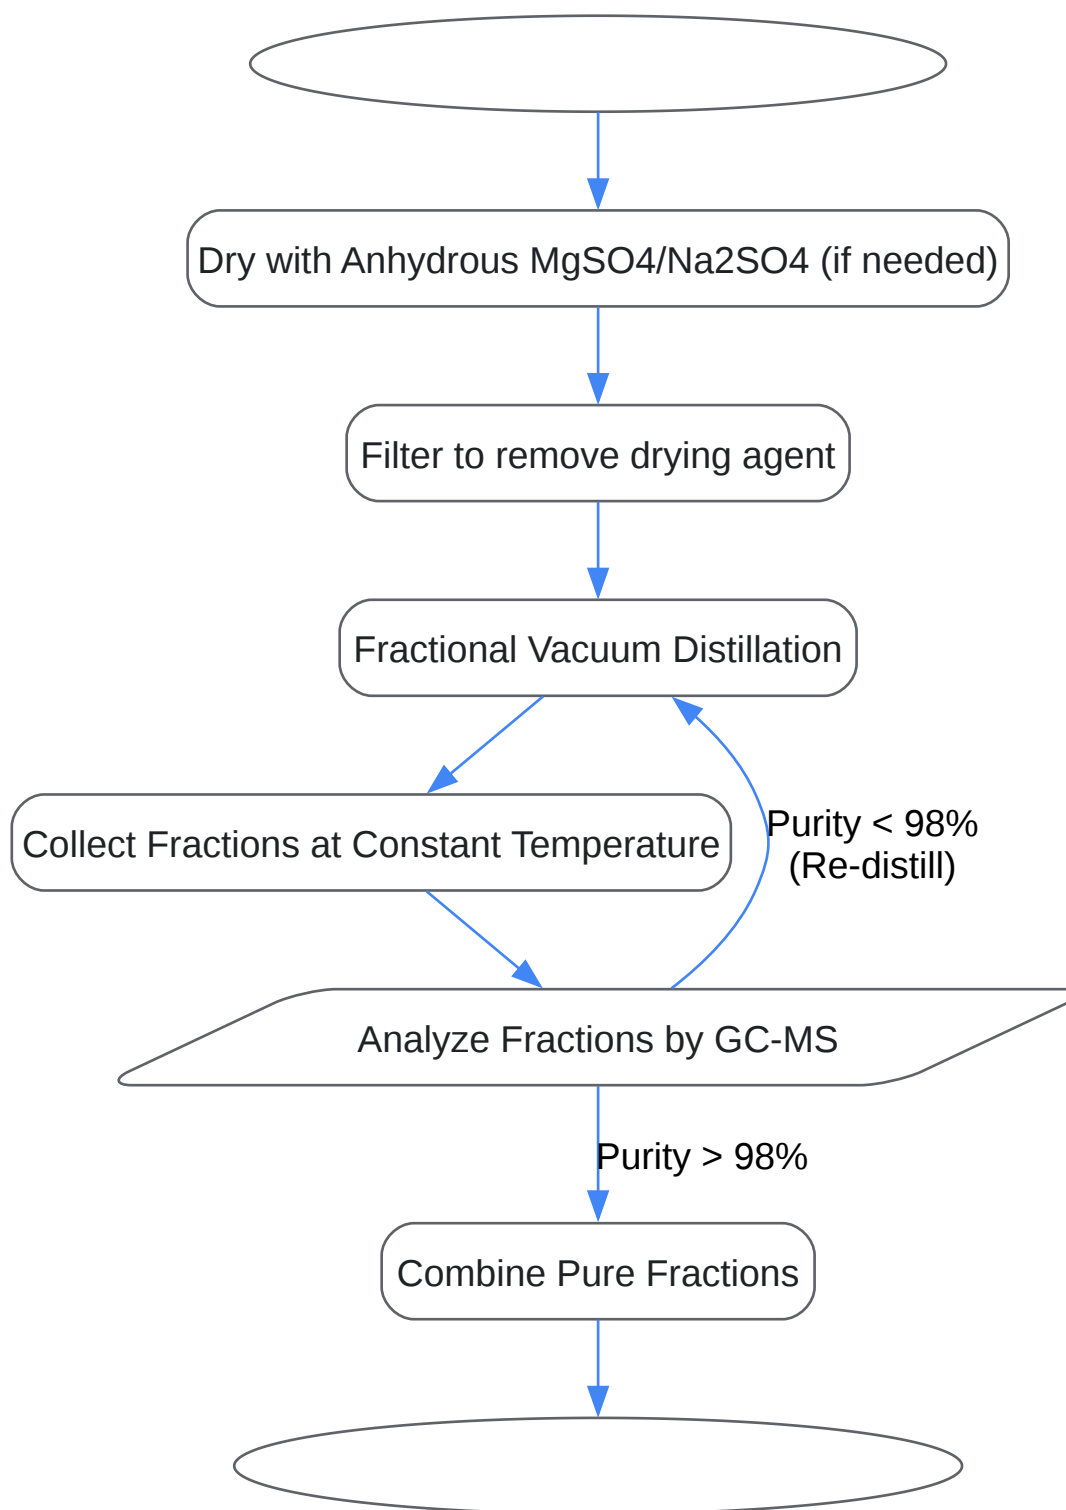 Dry with Anhydrous MgSO4/Na2SO4 (if needed)
Filter to remove drying agent
Fractional Vacuum Distillation
Collect Fractions at Constant Temperature
Purity < 98%
(Re-distill)
Analyze Fractions by GC-MS
Purity > 98%
Combine Pure Fractions